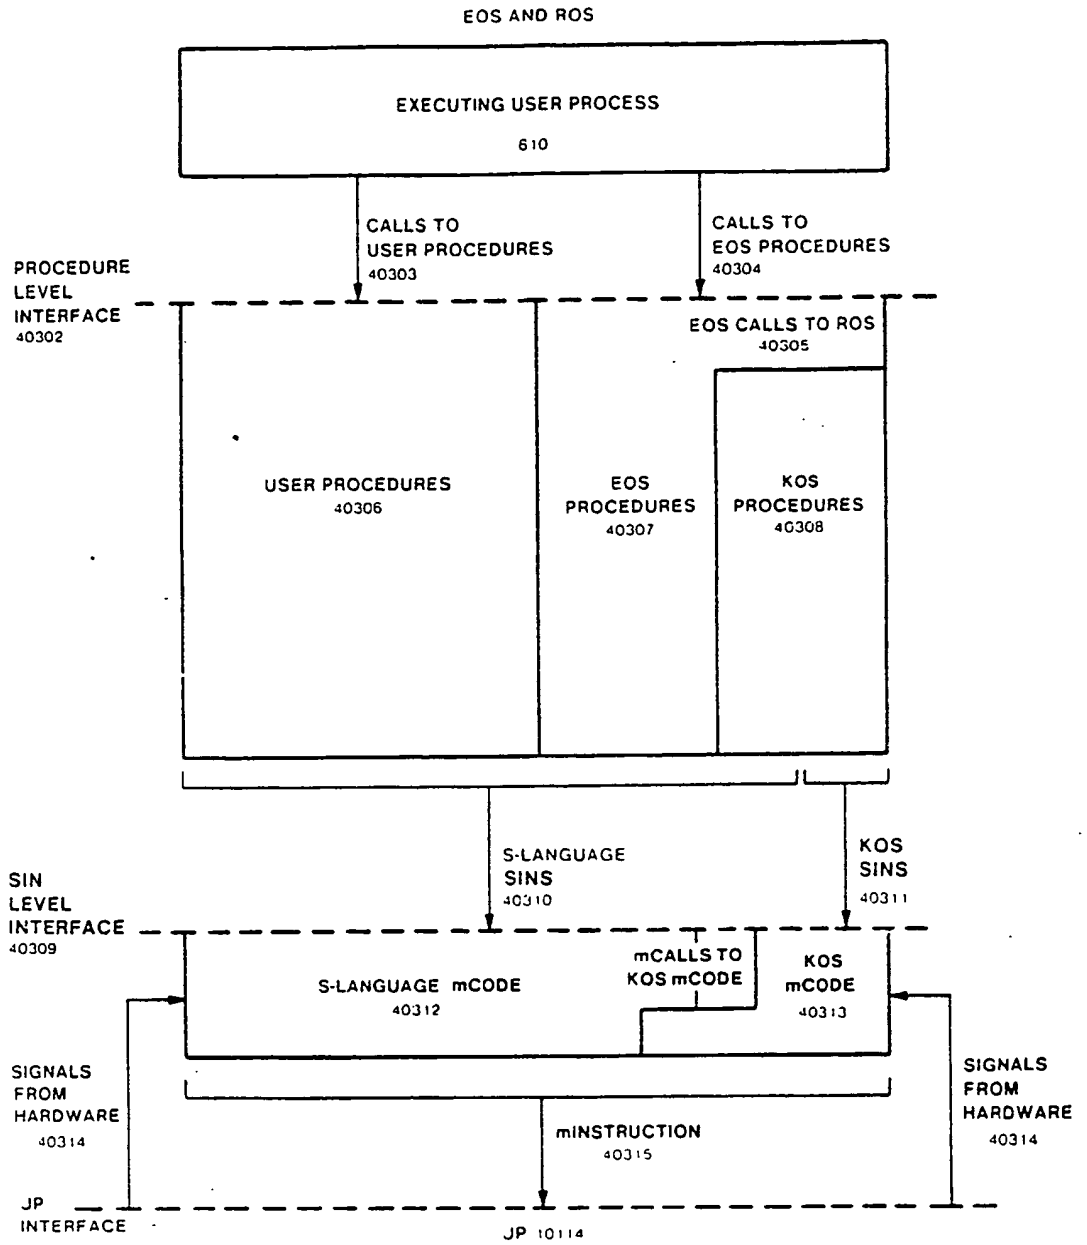 EOS AND ROS
EXECUTING USER PROCESS
610
CALLS TO
USER PROCEDURES
40303
CALLS TO
EOS PROCEDURES
40304
PROCEDURE
LEVEL
INTERFACE
40302
EOS CALLS TO ROS
40305
USER PROCEDURES
40306
EOS
PROCEDURES
40307
KOS
PROCEDURES
40308
S-LANGUAGE
SINS
40310
KOS
SINS
40311
SIN
LEVEL
INTERFACE
40309
S-LANGUAGE mCODE
40312
mCALLS TO
KOS mCODE
KOS
mCODE
40313
SIGNALS
FROM
HARDWARE
40314
SIGNALS
FROM
HARDWARE
40314
mINSTRUCTION
40315
JP
INTERFACE
JP 10114